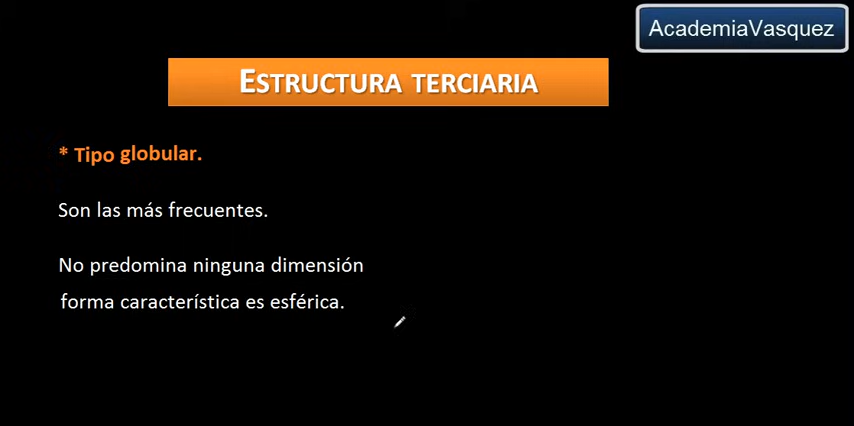 AcademiaVasquez
ESTRUCTURA TERCIARIA
* Tipo globular.
Son las más frecuentes.
No predomina ninguna dimensión
forma característica es esférica.